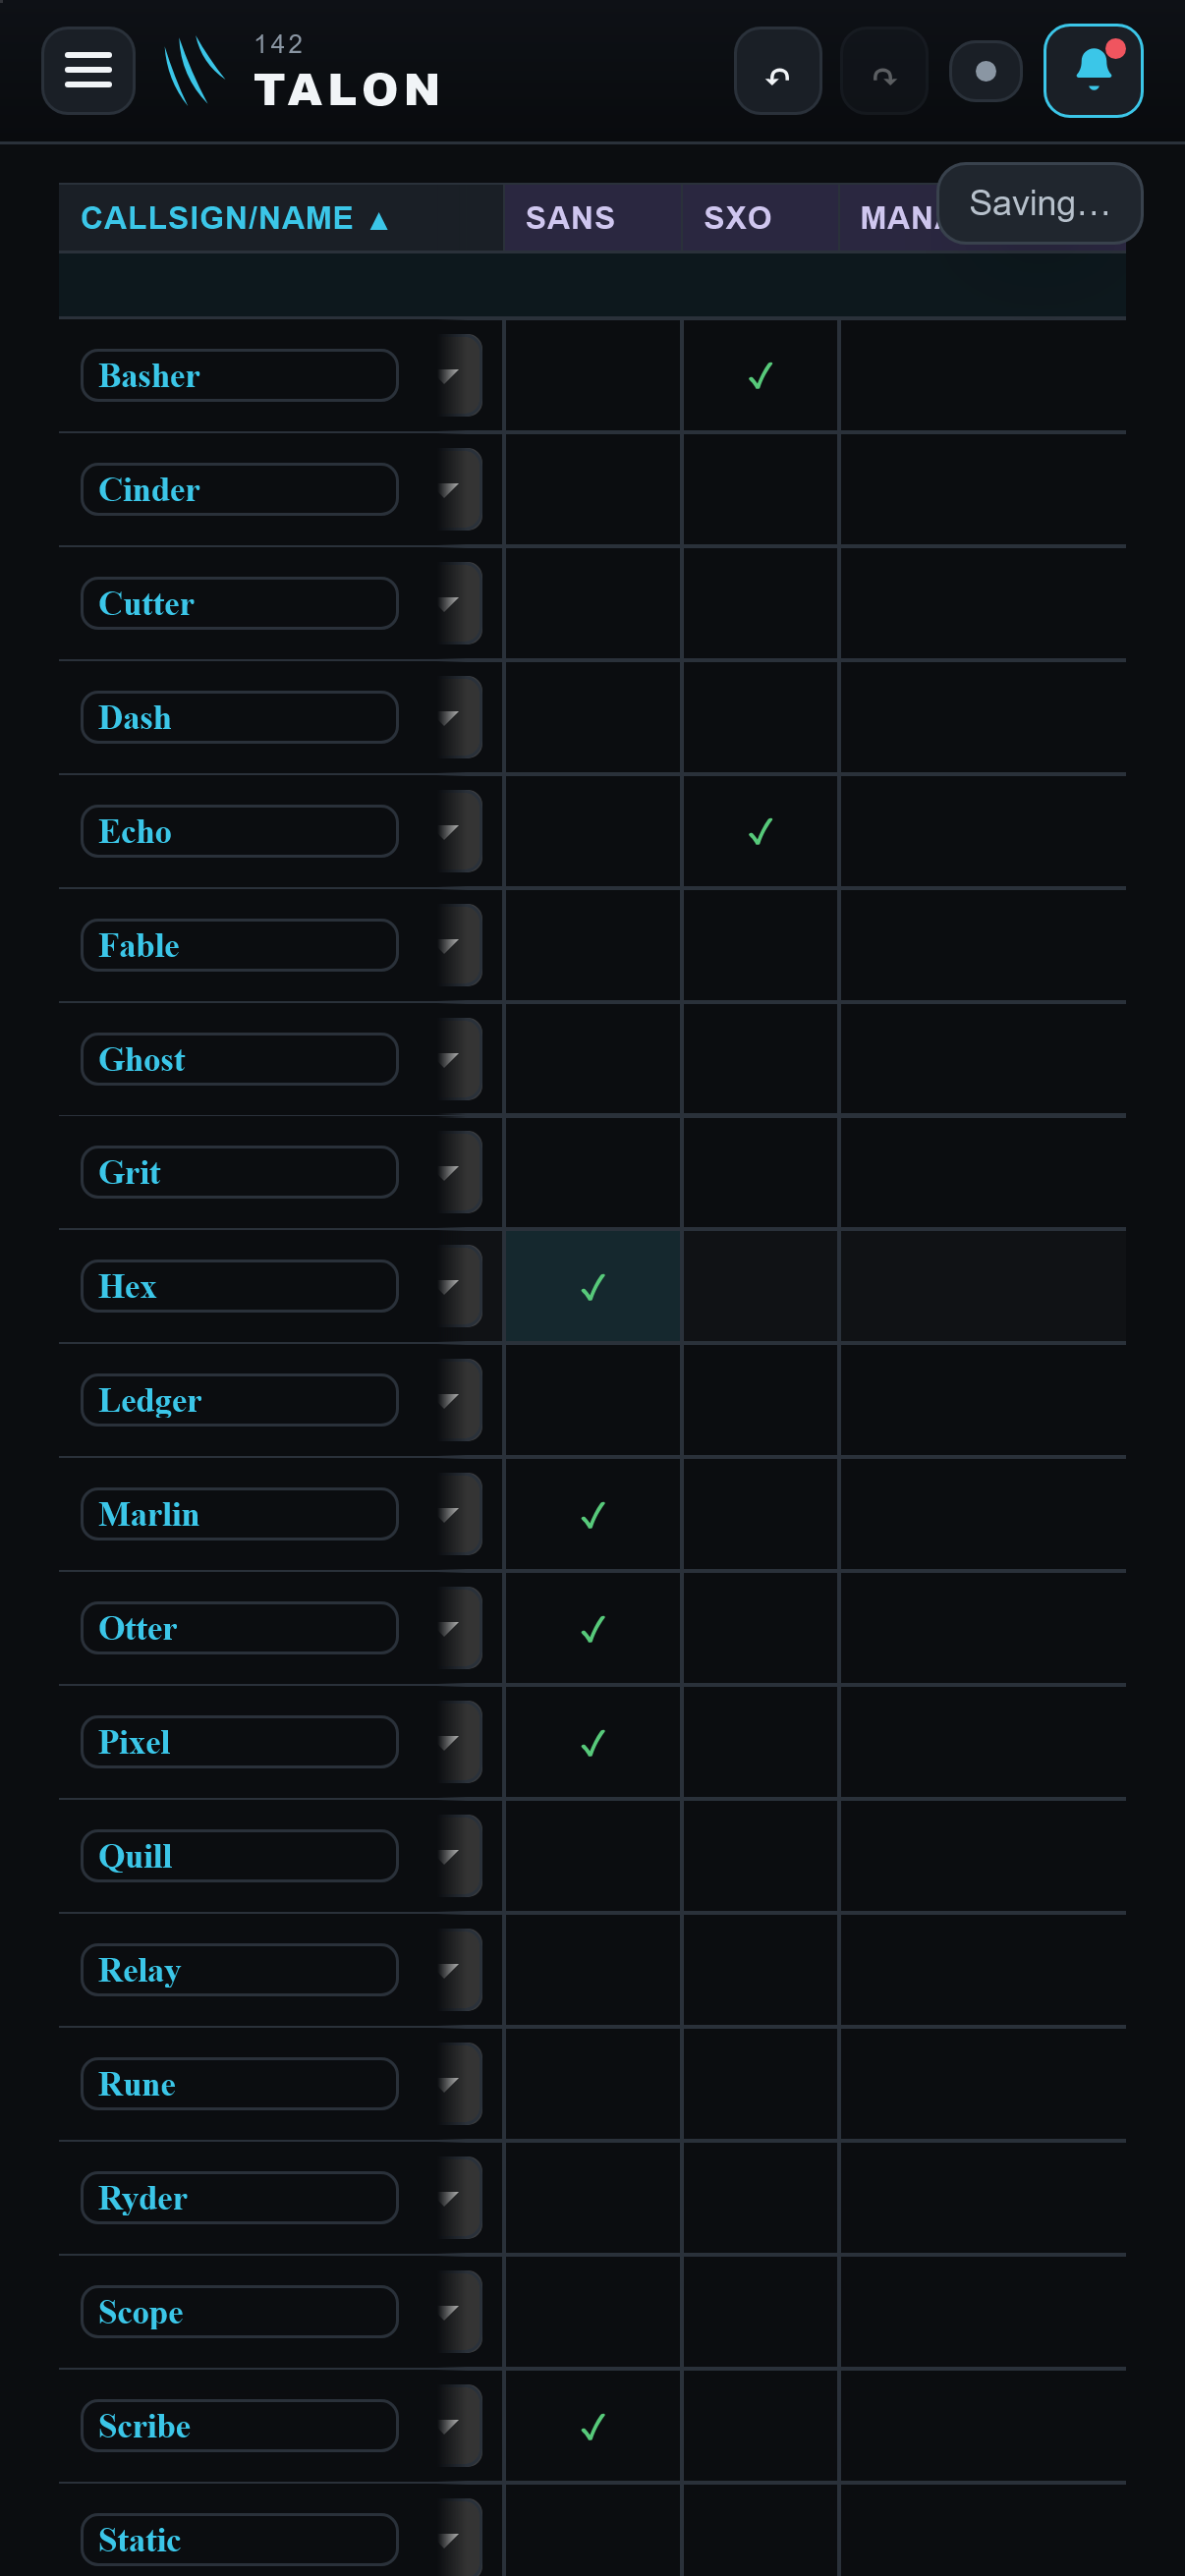 142
TALON
Saving...
CALLSIGN/NAME ▲ SANS SXO
Basher ✓
Cinder
Cutter
Dash
Echo ✓
Fable
Ghost
Grit
Hex ✓
Ledger
Marlin ✓
Otter ✓
Pixel ✓
Quill
Relay
Rune
Ryder
Scope
Scribe ✓
Static